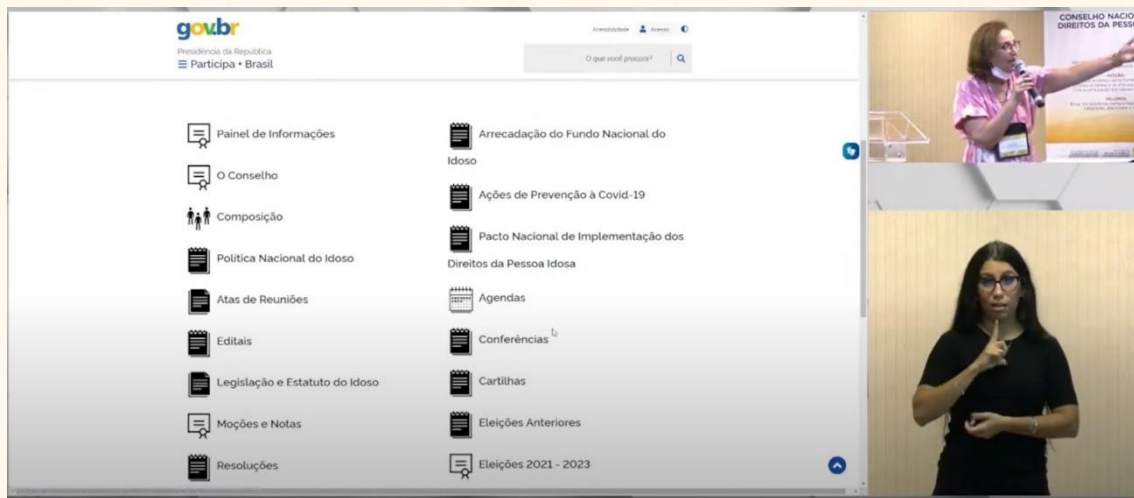 gov.br
Presidência da República
Participa • Brasil
Acessibilidade
Acesso
O que você procura?
Painel de Informações
O Conselho
Composição
Política Nacional do Idoso
Atas de Reuniões
Editais
Legislação e Estatuto do Idoso
Moções e Notas
Resoluções
Arrecadação do Fundo Nacional do
Idoso
Ações de Prevenção à Covid-19
Pacto Nacional de Implementação dos
Direitos da Pessoa Idosa
Agendas
Conferências
Cartilhas
Eleições Anteriores
Eleições 2021 - 2023
CONSELHO NACIO
DIREITOS DA PESSO